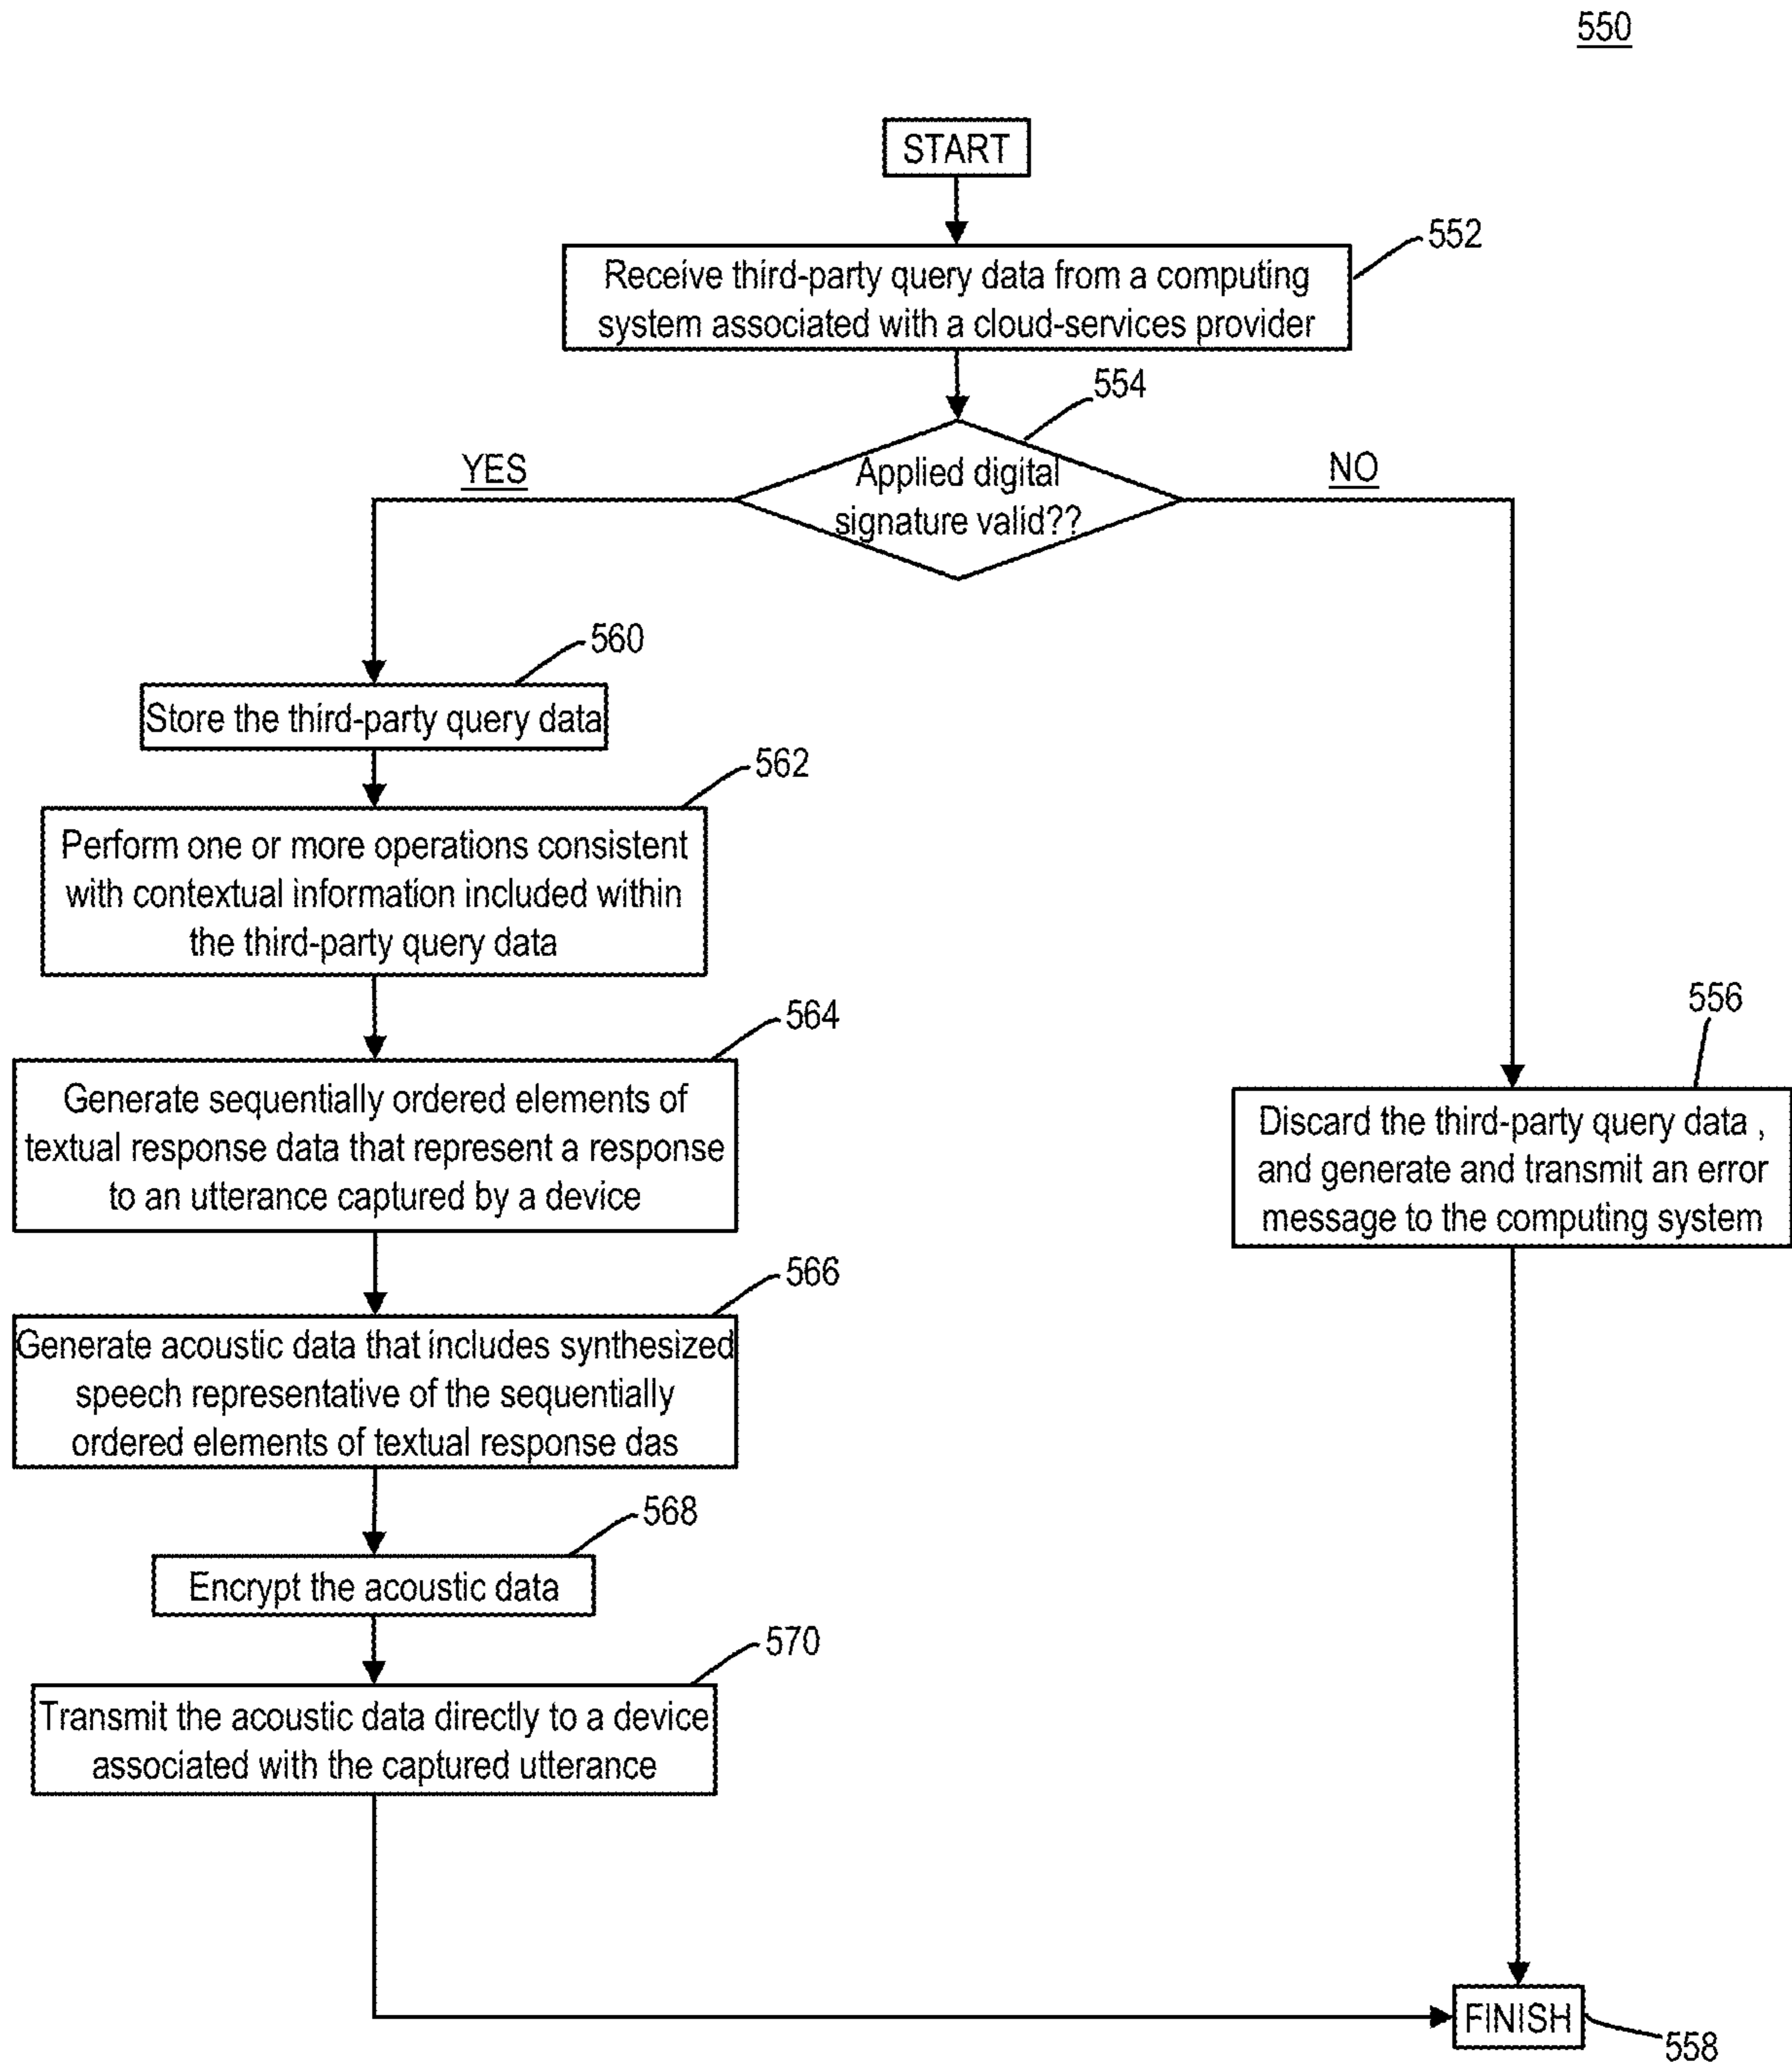 550
START
552
Receive third-party query data from a computing
system associated with a cloud-services provider
554
Applied digital
signature valid??
YES
NO
560
Store the third-party query data
562
Perform one or more operations consistent
with contextual information included within
the third-party query data
564
Generate sequentially ordered elements of
textual response data that represent a response
to an utterance captured by a device
556
Discard the third-party query data ,
and generate and transmit an error
message to the computing system
566
Generate acoustic data that includes synthesized
speech representative of the sequentially
ordered elements of textual response das
568
Encrypt the acoustic data
570
Transmit the acoustic data directly to a device
associated with the captured utterance
FINISH
558